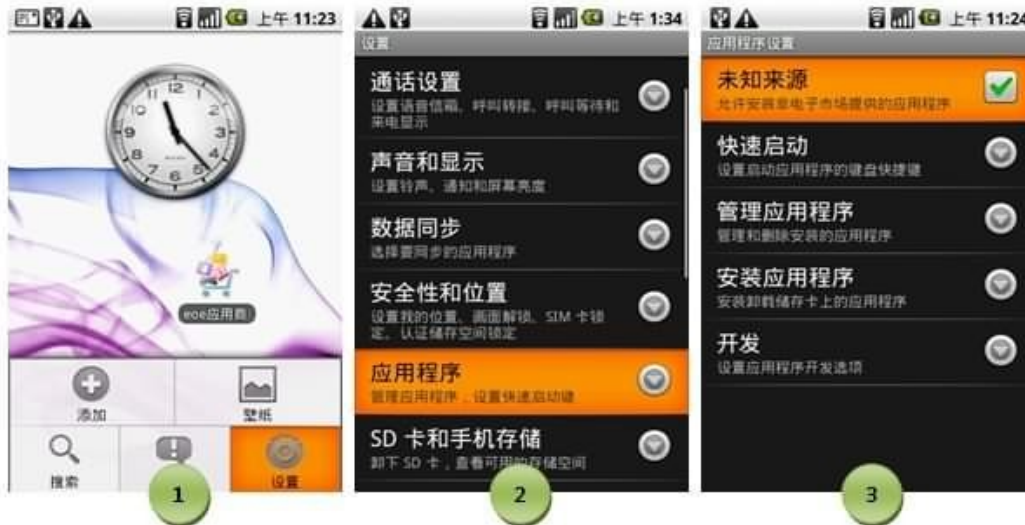 上午 11:23
eoe应用商
添加
壁纸
搜索
设置
1
上午 1:34
设置
通话设置
设置语音信箱、呼叫转接、呼叫等待和
来电显示
声音和显示
设置铃声、通知和屏幕亮度
数据同步
选择要同步的应用程序
安全性和位置
设置我的位置、画面解锁、SIM 卡锁
定、认证储存空间锁定
应用程序
管理应用程序，设置快速启动键
SD 卡和手机存储
卸下 SD 卡，查看可用的存储空间
2
上午 11:24
应用程序设置
未知来源
允许安装非电子市场提供的应用程序
快速启动
设置启动应用程序的键盘快捷键
管理应用程序
管理和删除安装的应用程序
安装应用程序
安装卸载储存卡上的应用程序
开发
设置应用程序开发选项
3